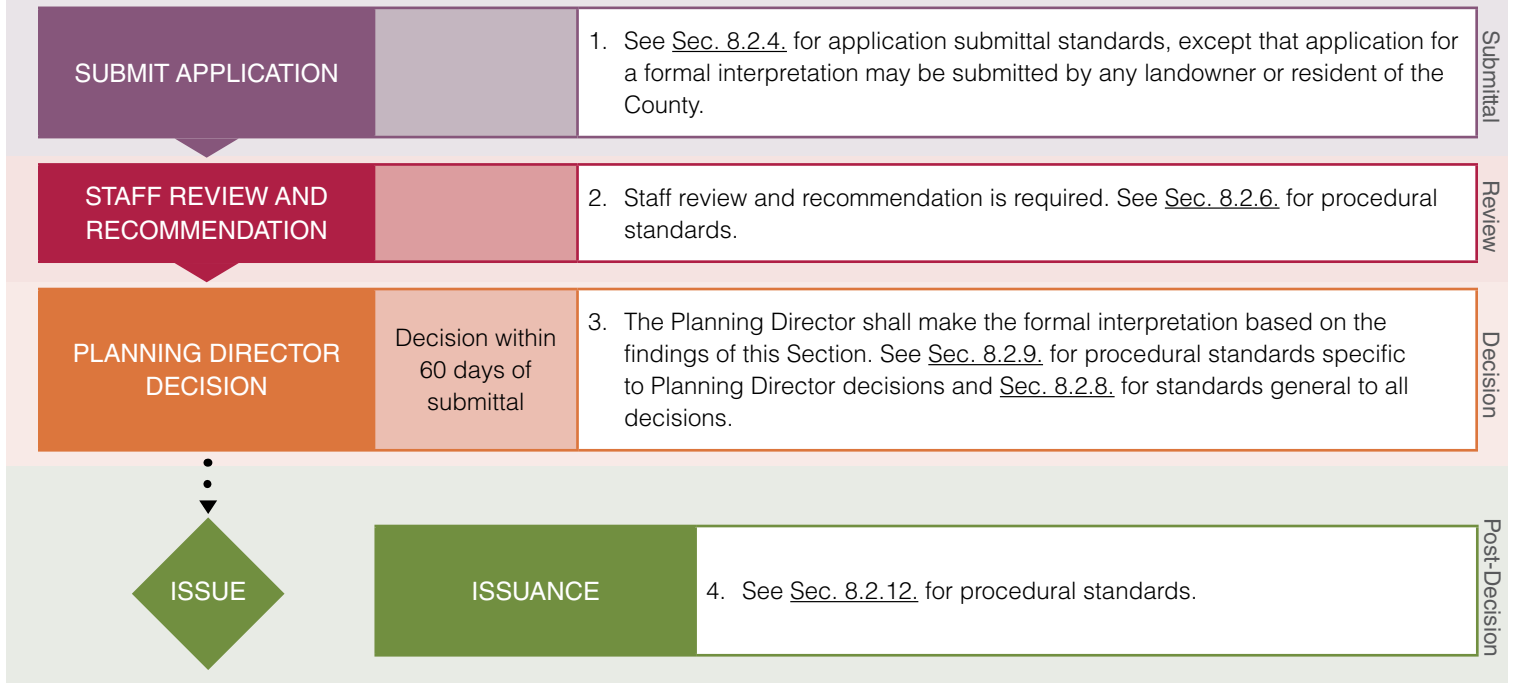 SUBMIT APPLICATION
1. See Sec. 8.2.4. for application submittal standards, except that application for
a formal interpretation may be submitted by any landowner or resident of the
County.
Submittal
STAFF REVIEW AND
RECOMMENDATION
2. Staff review and recommendation is required. See Sec. 8.2.6. for procedural
standards.
Review
PLANNING DIRECTOR
DECISION
Decision within
60 days of
submittal
3. The Planning Director shall make the formal interpretation based on the
findings of this Section. See Sec. 8.2.9. for procedural standards specific
to Planning Director decisions and Sec. 8.2.8. for standards general to all
decisions.
Decision
ISSUE
ISSUANCE
4. See Sec. 8.2.12. for procedural standards.
Post-Decision